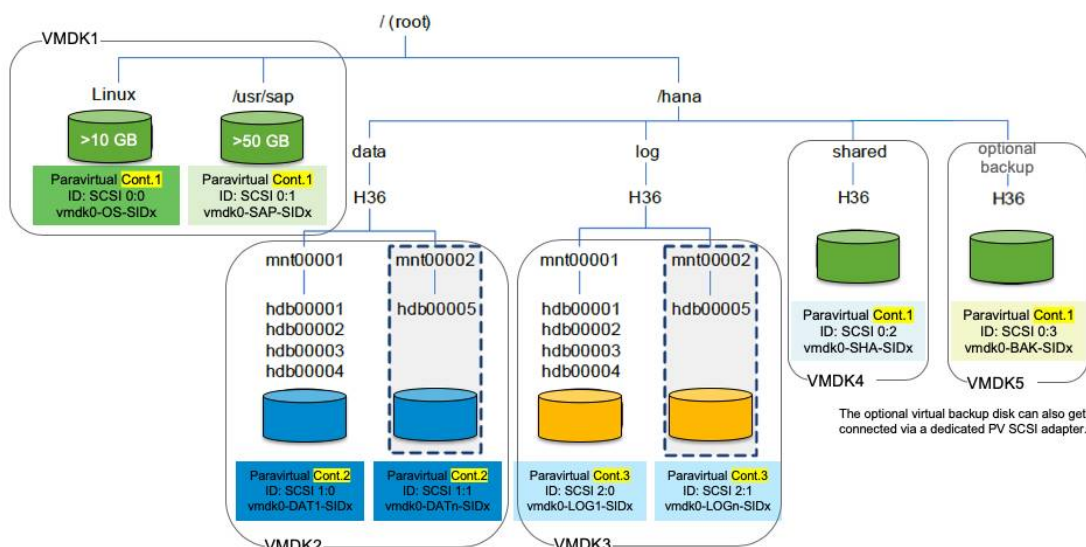 / (root)
VMDK1
Linux
/usr/sap
/hana
>10 GB
>50 GB
data
log
shared
optional
backup
Paravirtual Cont.1
ID: SCSI 0:0
vmdk0-OS-SIDx
Paravirtual Cont.1
ID: SCSI 0:1
vmdk0-SAP-SIDx
H36
H36
H36
H36
mnt00001
mnt00002
mnt00001
mnt00002
hdb00001
hdb00002
hdb00003
hdb00004
hdb00005
hdb00001
hdb00002
hdb00003
hdb00004
hdb00005
Paravirtual Cont.1
ID: SCSI 0:2
vmdk0-SHA-SIDx
Paravirtual Cont.1
ID: SCSI 0:3
vmdk0-BAK-SIDx
VMDK4
VMDK5
The optional virtual backup disk can also get
connected via a dedicated PV SCSI adapter.
Paravirtual Cont.2
ID: SCSI 1:0
vmdk0-DAT1-SIDx
Paravirtual Cont.2
ID: SCSI 1:1
vmdk0-DATn-SIDx
Paravirtual Cont.3
ID: SCSI 2:0
vmdk0-LOG1-SIDx
Paravirtual Cont.3
ID: SCSI 2:1
vmdk0-LOGn-SIDx
VMDK2
VMDK3